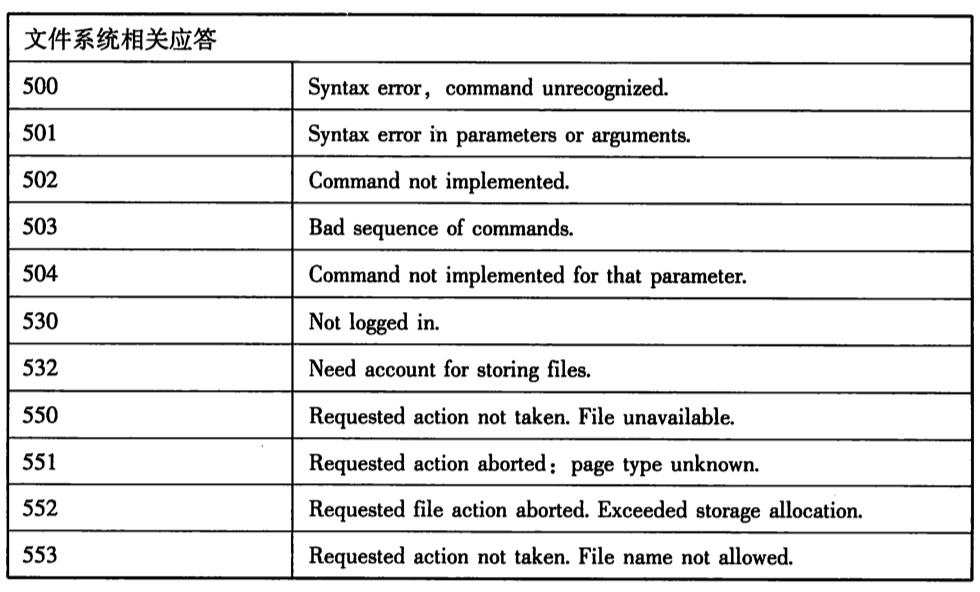 文件系统相关应答
500 Syntax error，command unrecognized.
501 Syntax error in parameters or arguments.
502 Command not implemented.
503 Bad sequence of commands.
504 Command not implemented for that parameter.
530 Not logged in.
532 Need account for storing files.
550 Requested action not taken. File unavailable.
551 Requested action aborted：page type unknown.
552 Requested file action aborted. Exceeded storage allocation.
553 Requested action not taken. File name not allowed.